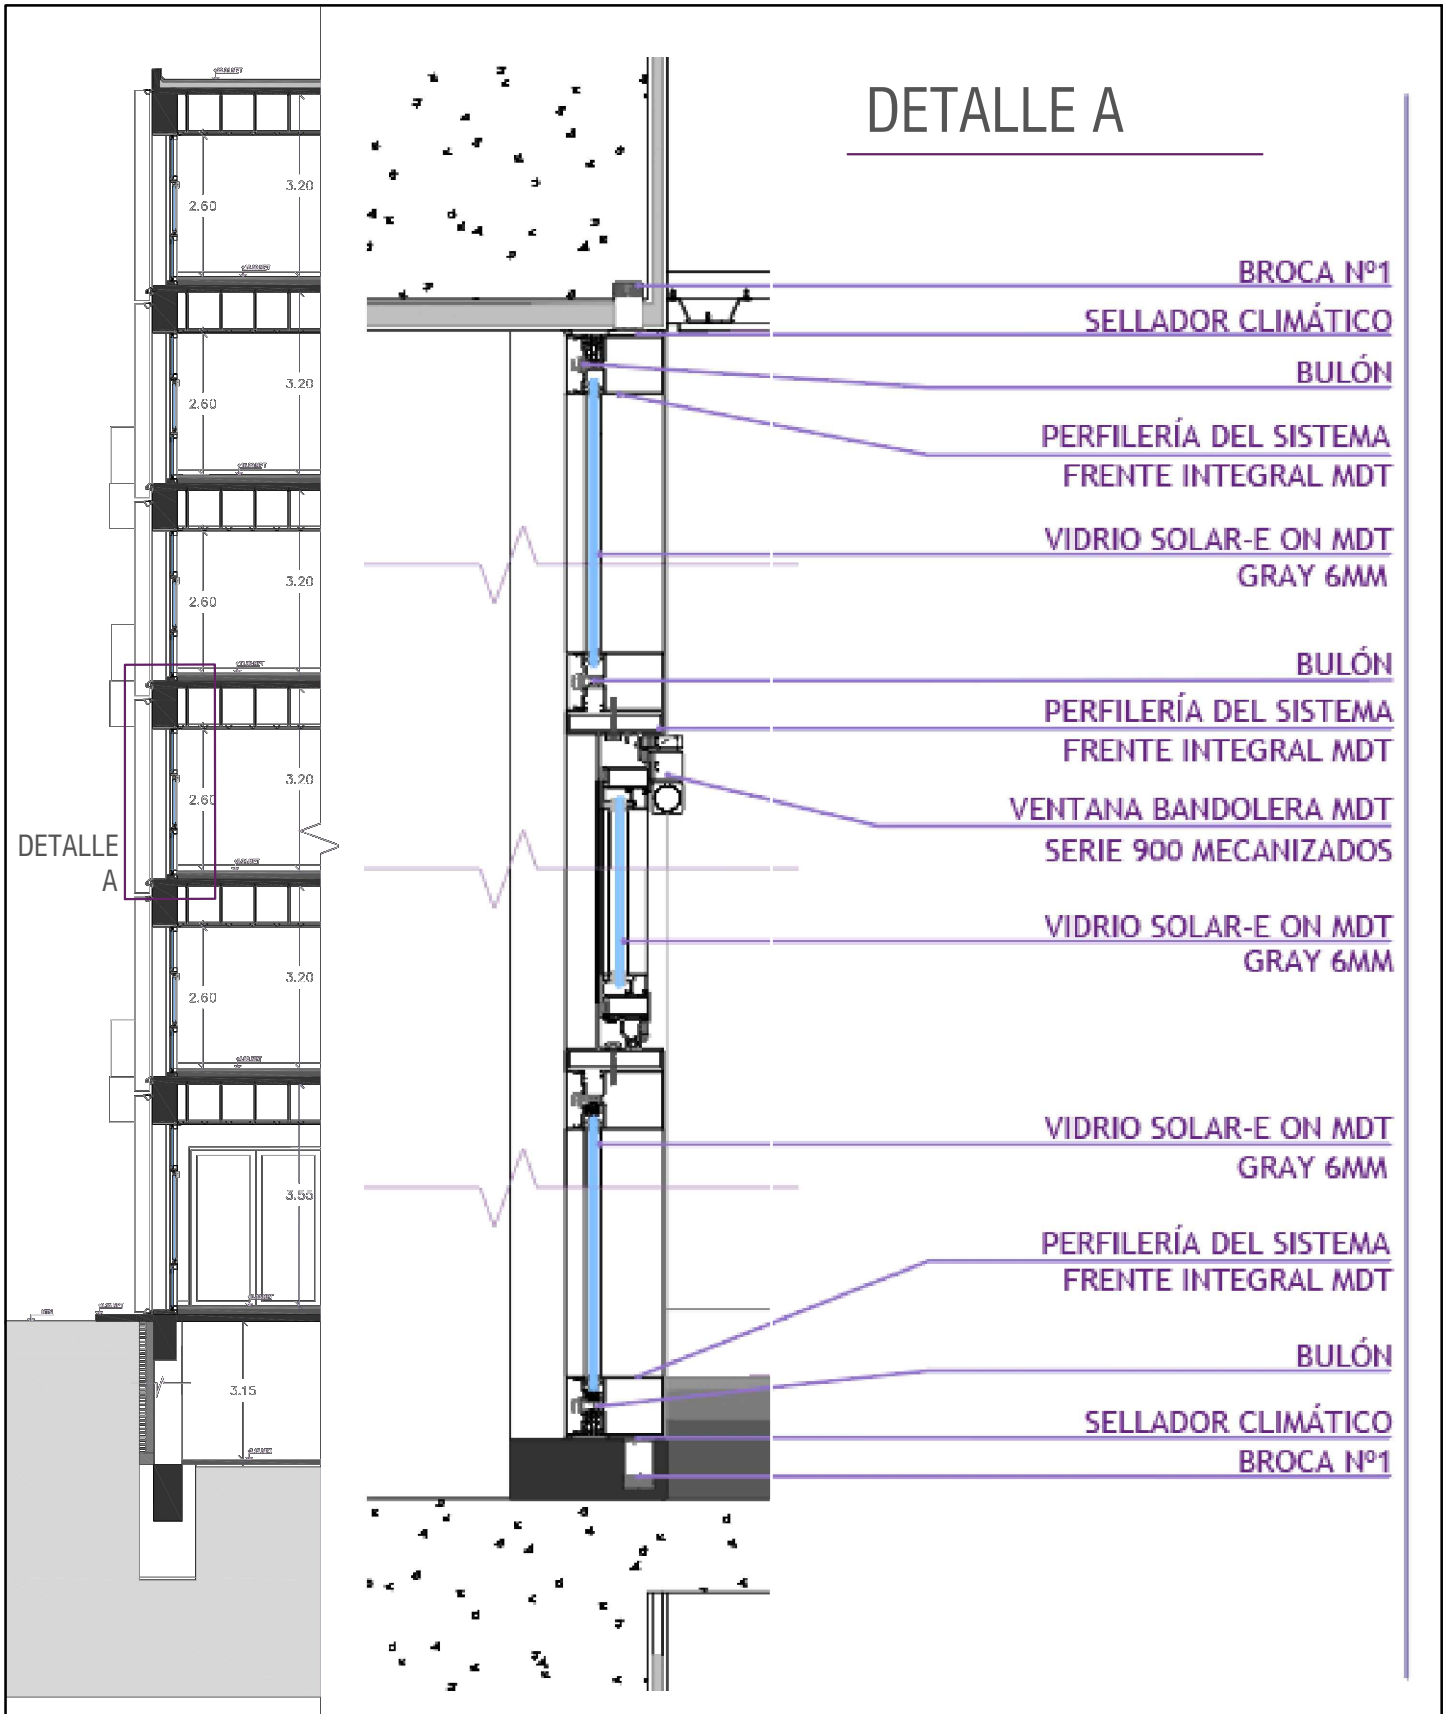 DETALLE A
3.20
2.60
3.20
2.60
3.20
2.60
3.20
2.60
DETALLE
A
3.20
2.60
3.55
3.15
BROCA Nº1
SELLADOR CLIMÁTICO
BULÓN
PERFILERÍA DEL SISTEMA
FRENTE INTEGRAL MDT
VIDRIO SOLAR-E ON MDT
GRAY 6MM
BULÓN
PERFILERÍA DEL SISTEMA
FRENTE INTEGRAL MDT
VENTANA BANDOLERA MDT
SERIE 900 MECANIZADOS
VIDRIO SOLAR-E ON MDT
GRAY 6MM
VIDRIO SOLAR-E ON MDT
GRAY 6MM
PERFILERÍA DEL SISTEMA
FRENTE INTEGRAL MDT
BULÓN
SELLADOR CLIMÁTICO
BROCA Nº1